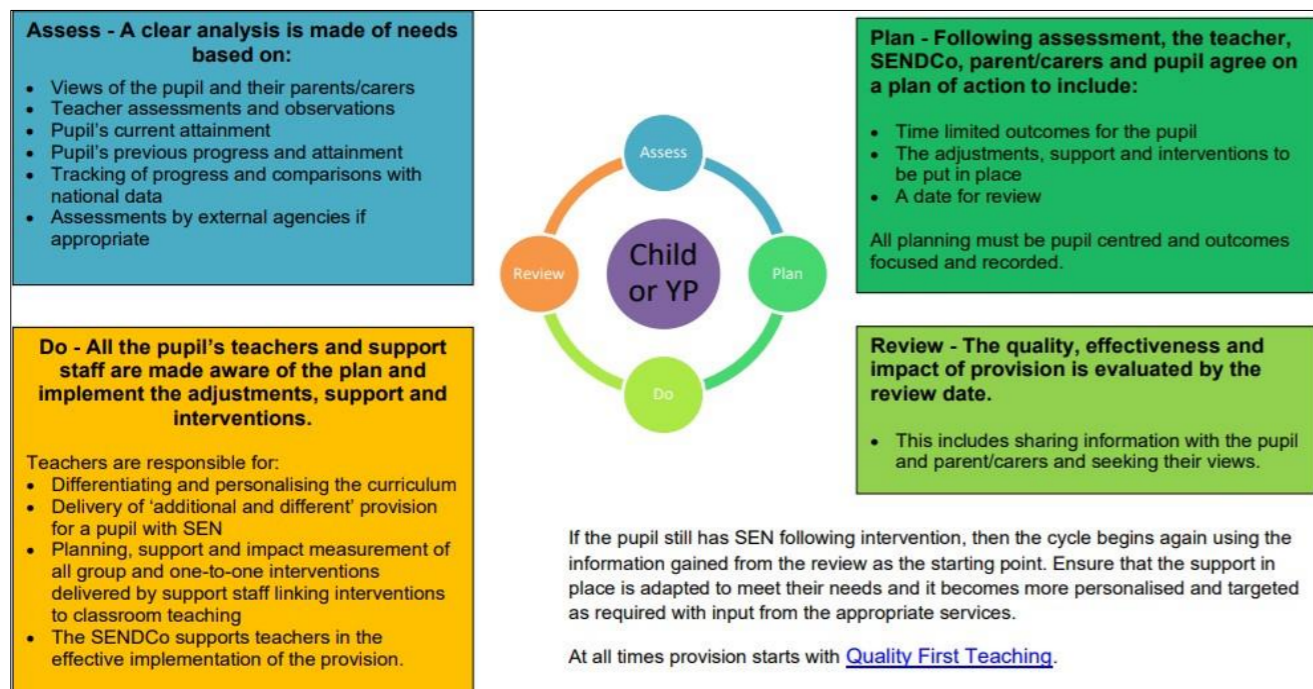 Assess - A clear analysis is made of needs
based on:
• Views of the pupil and their parents/carers
• Teacher assessments and observations
• Pupil's current attainment
• Pupil's previous progress and attainment
• Tracking of progress and comparisons with
national data
• Assessments by external agencies if
appropriate
Plan - Following assessment, the teacher,
SENDCo, parent/carers and pupil agree on
a plan of action to include:
• Time limited outcomes for the pupil
• The adjustments, support and interventions to
be put in place
• A date for review
All planning must be pupil centred and outcomes
focused and recorded.
Assess
Review
Child
or YP
Plan
Do
Do - All the pupil's teachers and support
staff are made aware of the plan and
implement the adjustments, support and
interventions.
Teachers are responsible for:
• Differentiating and personalising the curriculum
• Delivery of 'additional and different' provision
for a pupil with SEN
• Planning, support and impact measurement of
all group and one-to-one interventions
delivered by support staff linking interventions
to classroom teaching
• The SENDCo supports teachers in the
effective implementation of the provision.
Review - The quality, effectiveness and
impact of provision is evaluated by the
review date.
• This includes sharing information with the pupil
and parent/carers and seeking their views.
If the pupil still has SEN following intervention, then the cycle begins again using the
information gained from the review as the starting point. Ensure that the support in
place is adapted to meet their needs and it becomes more personalised and targeted
as required with input from the appropriate services.
At all times provision starts with Quality First Teaching.